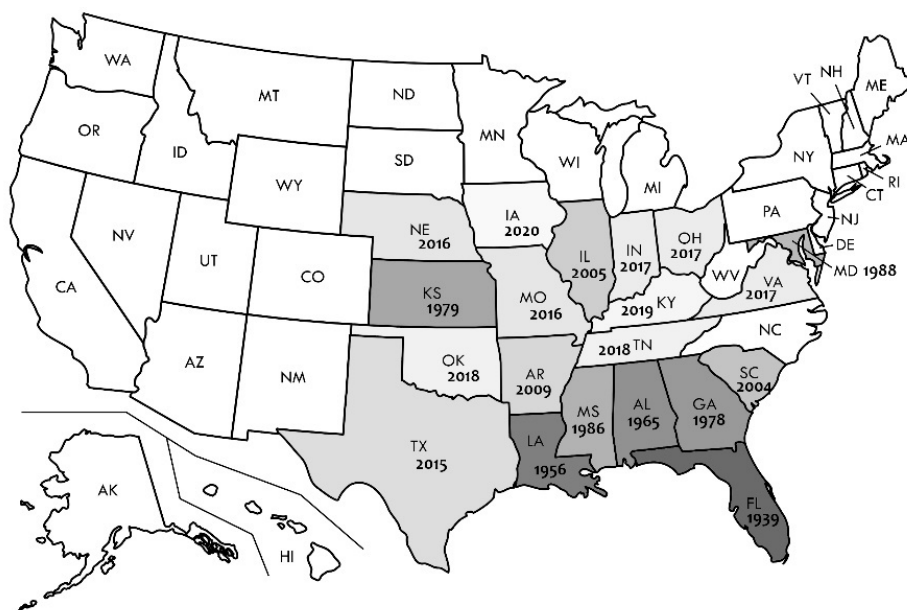 WA
MT
ND
MN
VT
NH
ME
OR
ID
SD
WI
MI
NY
MA
WY
RI
CT
NE
2016
IA
2020
PA
NJ
NV
UT
CO
IL
2005
IN
2017
OH
2017
DE
MD 1988
CA
KS
1979
MO
2016
WV
VA
2017
KY
2019
AZ
NM
OK
2018
AR
2009
2018 TN
NC
SC
2004
MS
1986
AL
1965
GA
1978
TX
2015
LA
1956
AK
HI
FL
1939